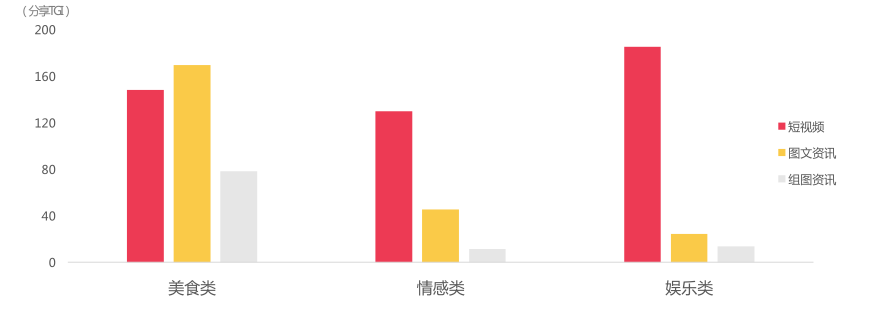 （分享TGI）
200
160
120
80
40
0
美食类
情感类
娱乐类
短视频
图文资讯
组图资讯